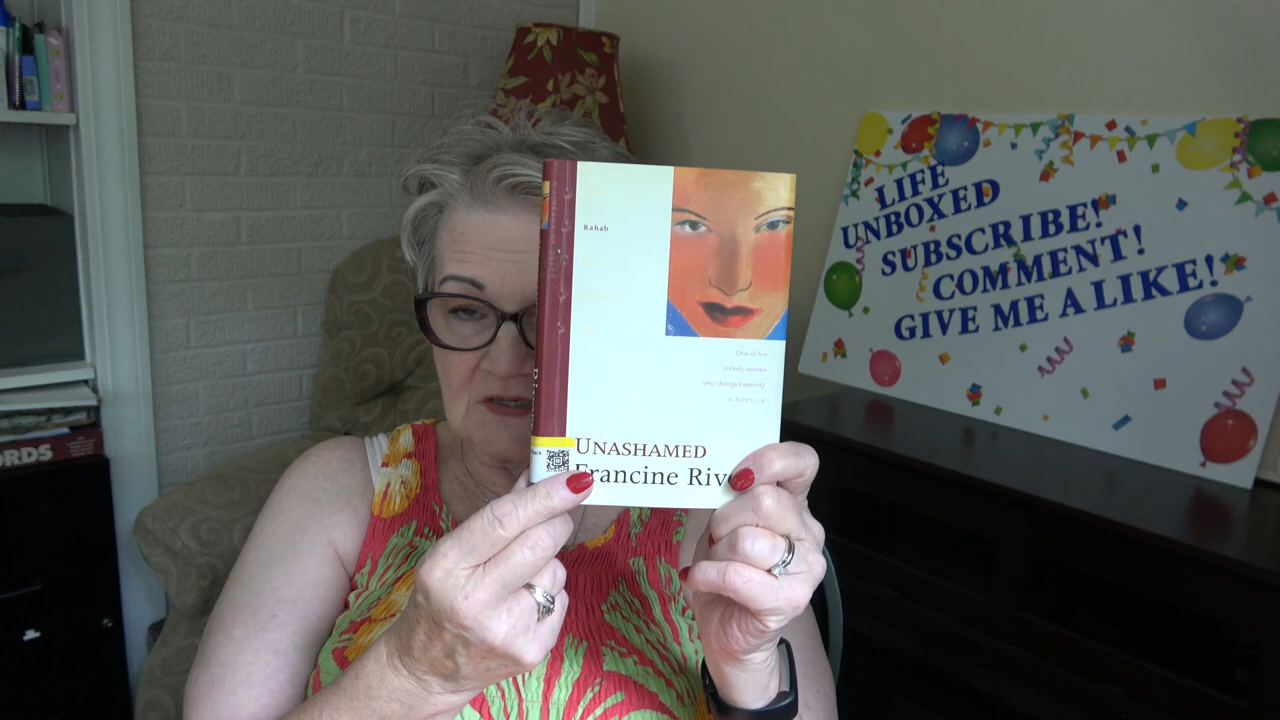 Rahab
One of five
unlikely women
who changed eternity
A NOVELLA
UNASHAMED
Francine Riv
LIFE
UNBOXED
SUBSCRIBE!
COMMENT!
GIVE ME A LIKE!